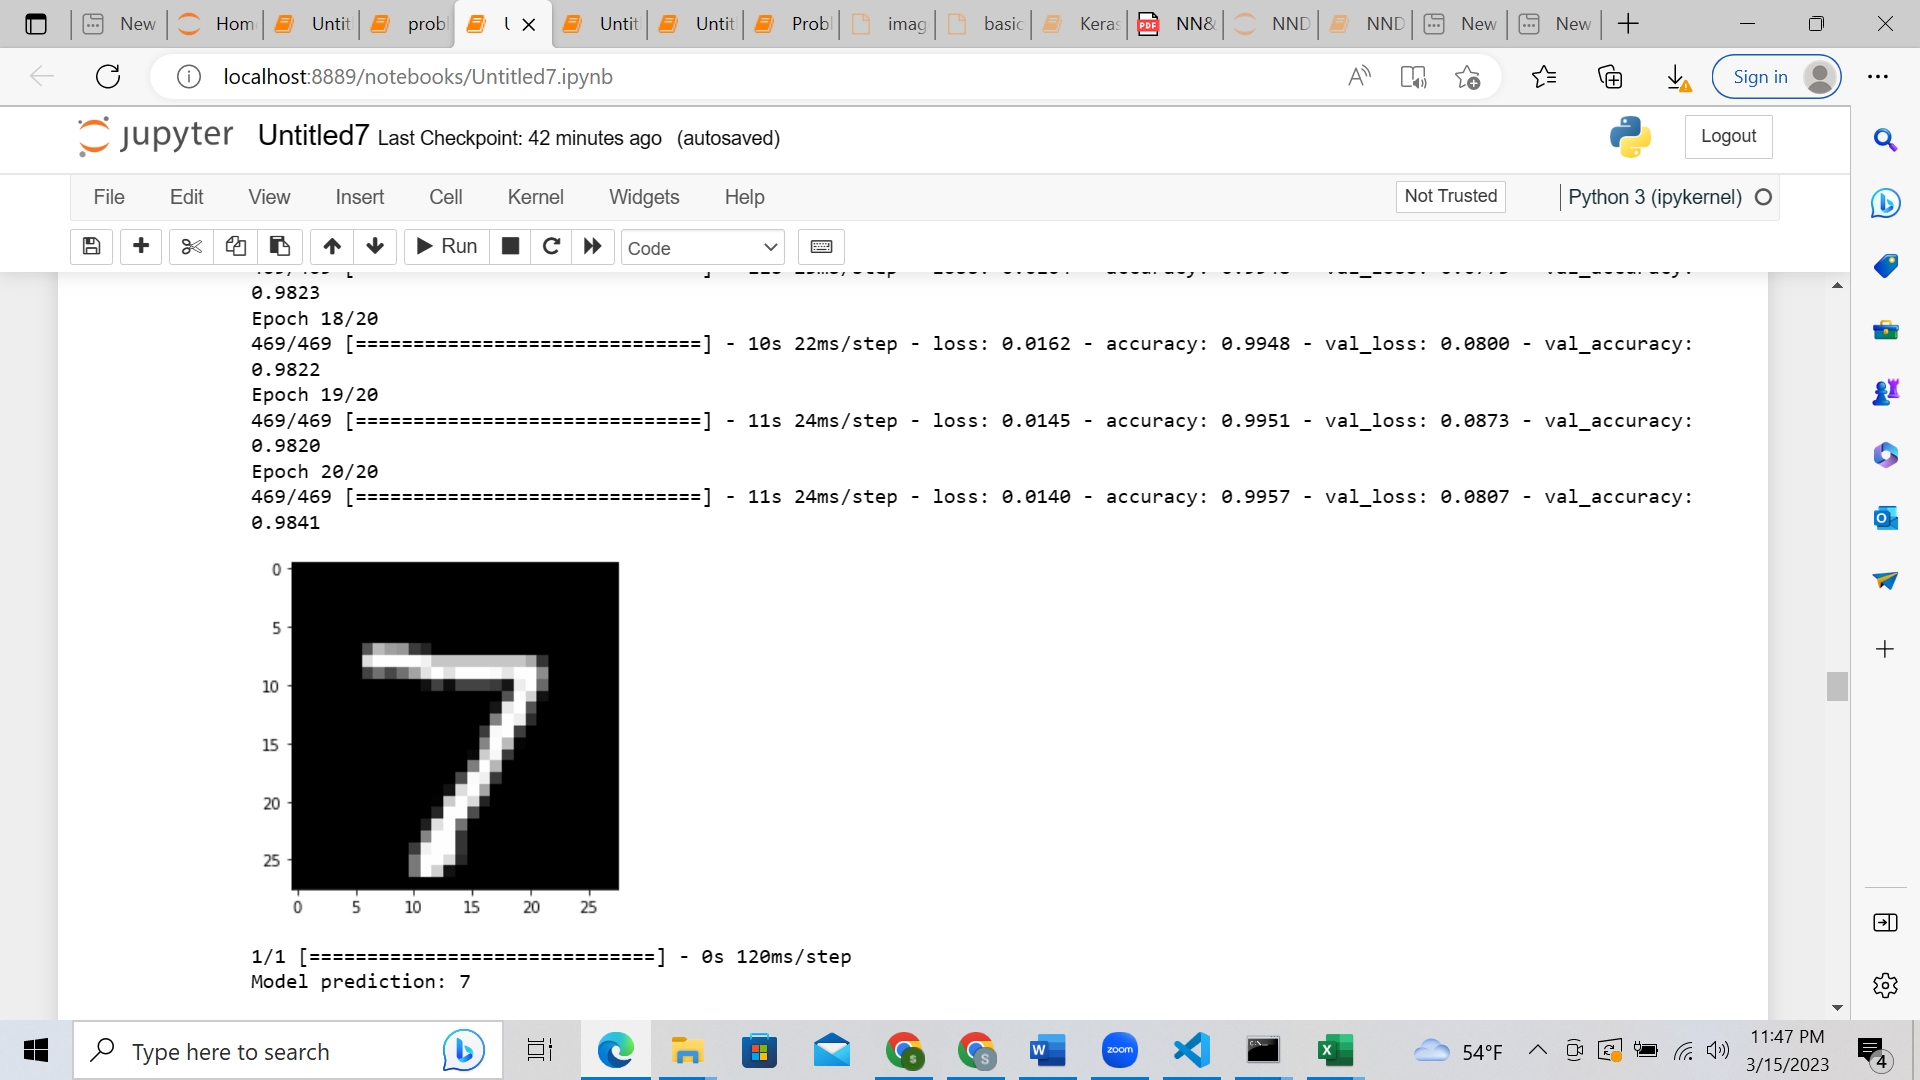 New
Hom
Untit
probl
U
Untit
Untit
Probl
imag
basic
Keras
NN&
NND
NND
New
New
localhost:8889/notebooks/Untitled7.ipynb
Sign in
jupyter Untitled7 Last Checkpoint: 42 minutes ago (autosaved)
Logout
File Edit View Insert Cell Kernel Widgets Help
Not Trusted
Python 3 (ipykernel)
Run
Code
0.9823
Epoch 18/20
469/469 [==============================] - 10s 22ms/step - loss: 0.0162 - accuracy: 0.9948 - val_loss: 0.0800 - val_accuracy:
0.9822
Epoch 19/20
469/469 [==============================] - 11s 24ms/step - loss: 0.0145 - accuracy: 0.9951 - val_loss: 0.0873 - val_accuracy:
0.9820
Epoch 20/20
469/469 [==============================] - 11s 24ms/step - loss: 0.0140 - accuracy: 0.9957 - val_loss: 0.0807 - val_accuracy:
0.9841
0
5
10
15
20
25
7
0 5 10 15 20 25
1/1 [==============================] - 0s 120ms/step
Model prediction: 7
Type here to search
zoom
54°F
11:47 PM
3/15/2023
4